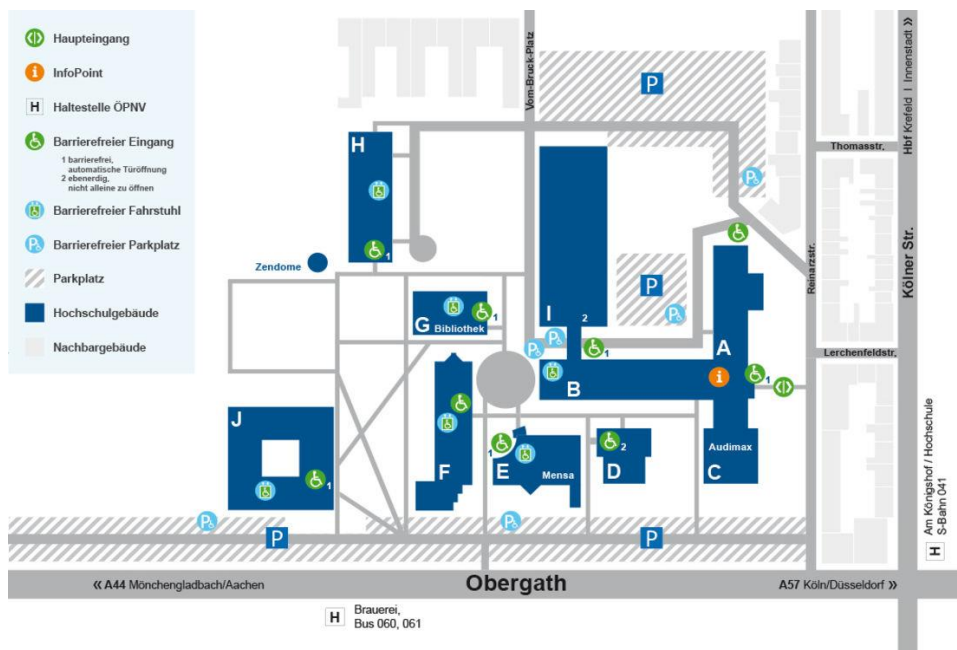 Haupteingang
InfoPoint
H Haltestelle ÖPNV
Barrierefreier Eingang
1 barrierefrei,
automatische Türöffnung
2 ebenerdig,
nicht alleine zu öffnen
Barrierefreier Fahrstuhl
P Barrierefreier Parkplatz
Parkplatz
Hochschulgebäude
Nachbargebäude
Vom-Bruck-Platz
P
Hbf Krefeld I Innenstadt »
Thomasstr.
H
1
P
Zendome
Kölner Str.
Reinarzstr.
P
P
I
2
G Bibliothek
1
P
P
1
A
Lerchenfeldstr.
B
1
J
1
F
1
E
Mensa
2
D
Audimax
C
P
P
P
P
Am Königshof / Hochschule
S-Bahn 041
H
« A44 Mönchengladbach/Aachen
Obergath
A57 Köln/Düsseldorf »
H
Brauerei,
Bus 060, 061